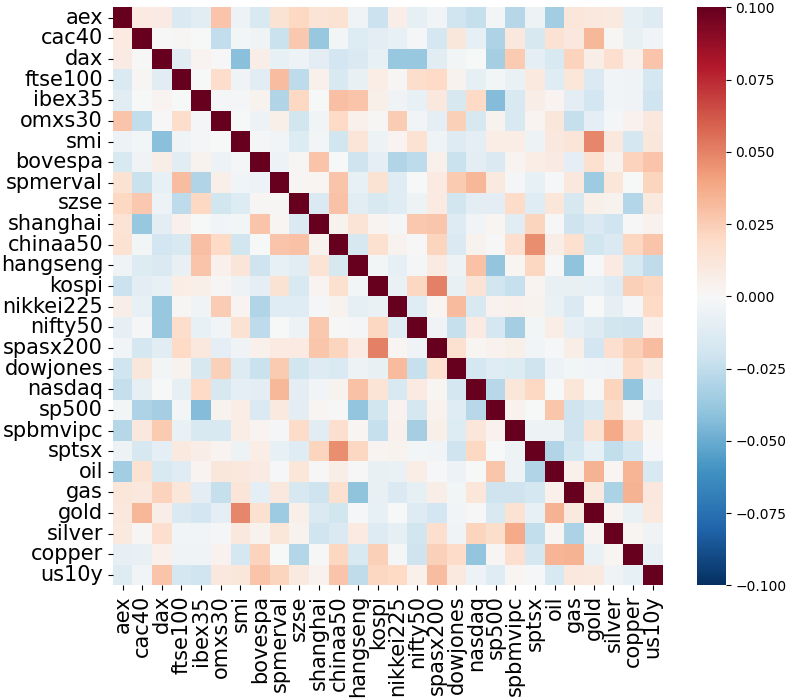 aex
cac40
dax
ftse100
ibex35
omxs30
smi
bovespa
spmerval
szse
shanghai
chinaa50
hangseng
kospi
nikkei225
nifty50
spasx200
dowjones
nasdaq
sp500
spbmvipc
sptsx
oil
gas
gold
silver
copper
us10y
aex
cac40
dax
ftse100
ibex35
omxs30
smi
bovespa
spmerval
szse
shanghai
chinaa50
hangseng
kospi
nikkei225
nifty50
spasx200
dowjones
nasdaq
sp500
spbmvipc
sptsx
oil
gas
gold
silver
copper
us10y
0.100
0.075
0.050
0.025
0.000
−0.025
−0.050
−0.075
−0.100